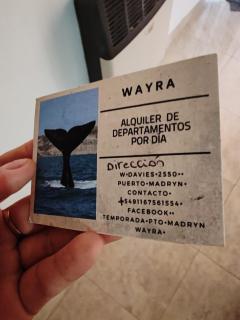 WAYRA
ALQUILER DE
DEPARTAMENTOS
POR DÍA
Dirección
W•DAVIES•2550••
PUERTO•MADRYN•
CONTACTO•
+5491167561554•
FACEBOOK••
TEMPORADA•PTO•MADRYN
WAYRA•